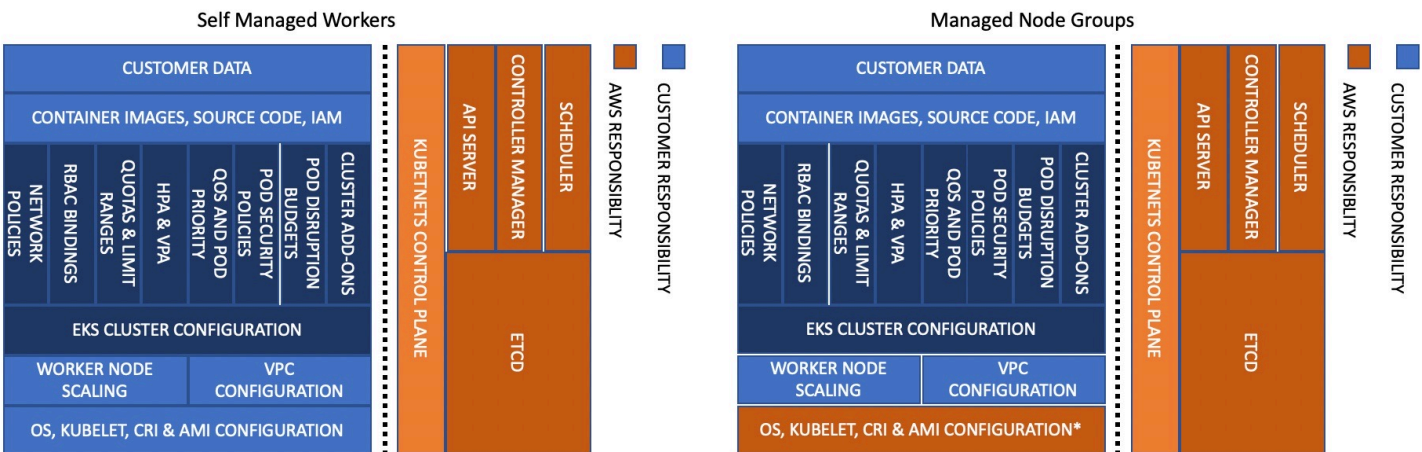 Self Managed Workers
CUSTOMER DATA
CONTAINER IMAGES, SOURCE CODE, IAM
NETWORK
POLICIES
RBAC BINDINGS
QUOTAS & LIMIT
RANGES
HPA & VPA
QOS AND POD
PRIORITY
POD SECURITY
POLICIES
POD DISRUPTION
BUDGETS
CLUSTER ADD-ONS
EKS CLUSTER CONFIGURATION
WORKER NODE
SCALING
VPC
CONFIGURATION
OS, KUBELET, CRI & AMI CONFIGURATION
KUBETNETS CONTROL PLANE
API SERVER
CONTROLLER MANAGER
SCHEDULER
ETCD
AWS RESPONSIBLITY
CUSTOMER RESPONSIBILITY
Managed Node Groups
CUSTOMER DATA
CONTAINER IMAGES, SOURCE CODE, IAM
NETWORK
POLICIES
RBAC BINDINGS
QUOTAS & LIMIT
RANGES
HPA & VPA
QOS AND POD
PRIORITY
POD SECURITY
POLICIES
POD DISRUPTION
BUDGETS
CLUSTER ADD-ONS
EKS CLUSTER CONFIGURATION
WORKER NODE
SCALING
VPC
CONFIGURATION
OS, KUBELET, CRI & AMI CONFIGURATION*
KUBETNETS CONTROL PLANE
API SERVER
CONTROLLER MANAGER
SCHEDULER
ETCD
AWS RESPONSIBLITY
CUSTOMER RESPONSIBILITY